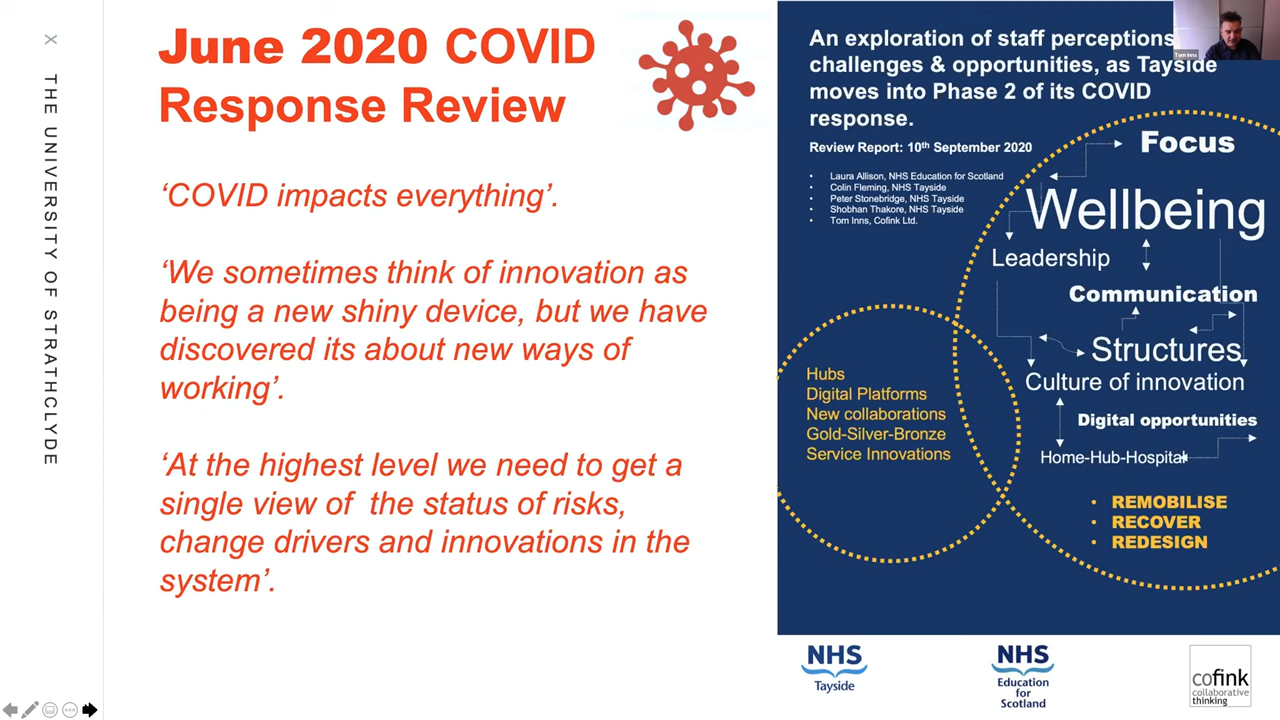 X THE UNIVERSITY OF STRATHCLYDE
June 2020 COVID
Response Review
‘COVID impacts everything’.
‘We sometimes think of innovation as
being a new shiny device, but we have
discovered its about new ways of
working’.
‘At the highest level we need to get a
single view of the status of risks,
change drivers and innovations in the
system’.
An exploration of staff perceptions
challenges & opportunities, as Tayside
moves into Phase 2 of its COVID
response.
Review Report: 10th September 2020
• Laura Allison, NHS Education for Scotland
• Colin Fleming, NHS Tayside
• Peter Stonebridge, NHS Tayside
• Shobhan Thakore, NHS Tayside
• Tom Inns, Cofink Ltd.
Tom Inns
Focus
Wellbeing
Leadership
Communication
Structures
Culture of innovation
Digital opportunities
Home-Hub-Hospital
• REMOBILISE
• RECOVER
• REDESIGN
Hubs
Digital Platforms
New collaborations
Gold-Silver-Bronze
Service Innovations
NHS
Tayside
NHS
Education
for
Scotland
cofink
collaborative
thinking